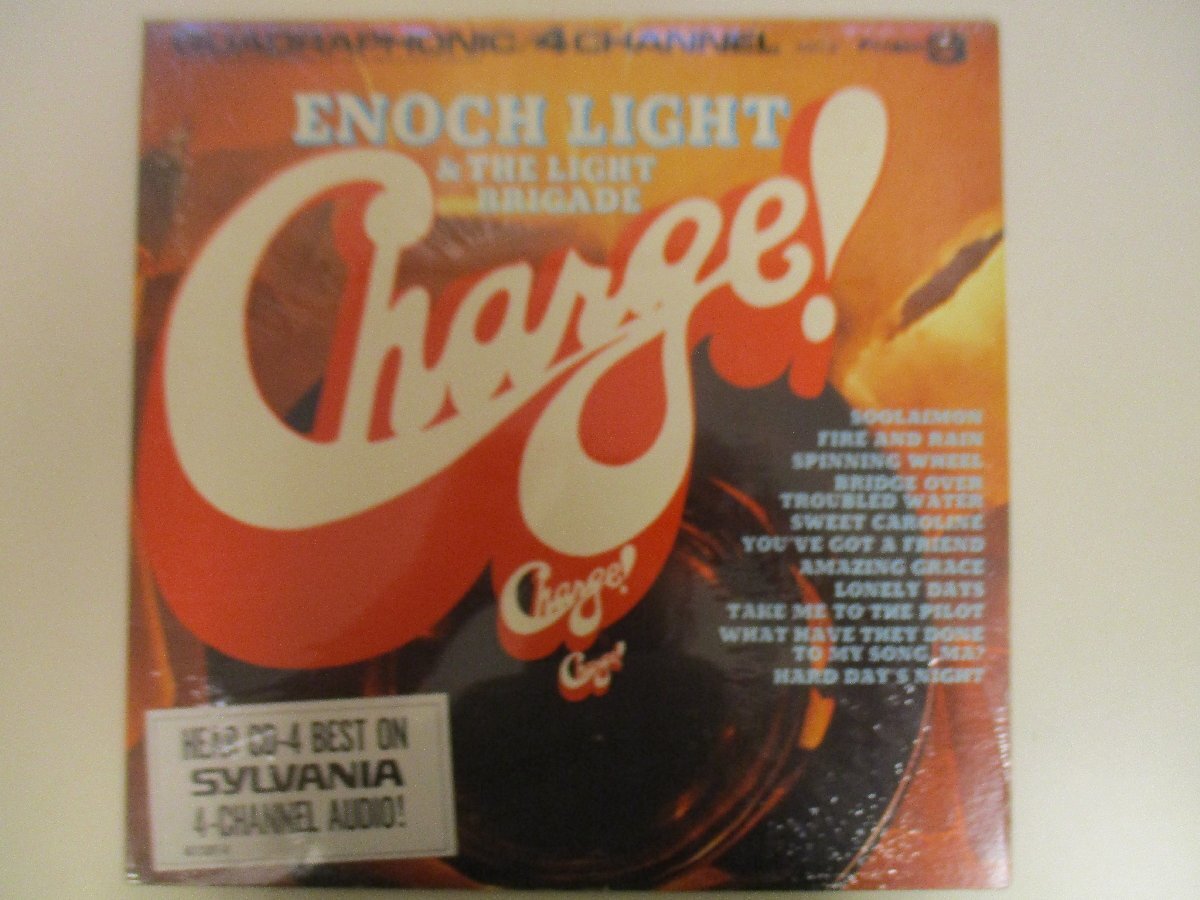 QUADRAPHONIC/4 CHANNEL
ENOCH LIGHT
& THE LIGHT
BRIGADE
Charge!
SOOLAIMON
FIRE AND RAIN
SPINNING WHEEL
BRIDGE OVER
TROUBLED WATER
SWEET CAROLINE
YOU'VE GOT A FRIEND
AMAZING GRACE
LONELY DAYS
TAKE ME TO THE PILOT
WHAT HAVE THEY DONE
TO MY SONG, MA?
HARD DAY'S NIGHT
Charge!
Charge!
HEAR CD-4 BEST ON
SYLVANIA
4-CHANNEL AUDIO!